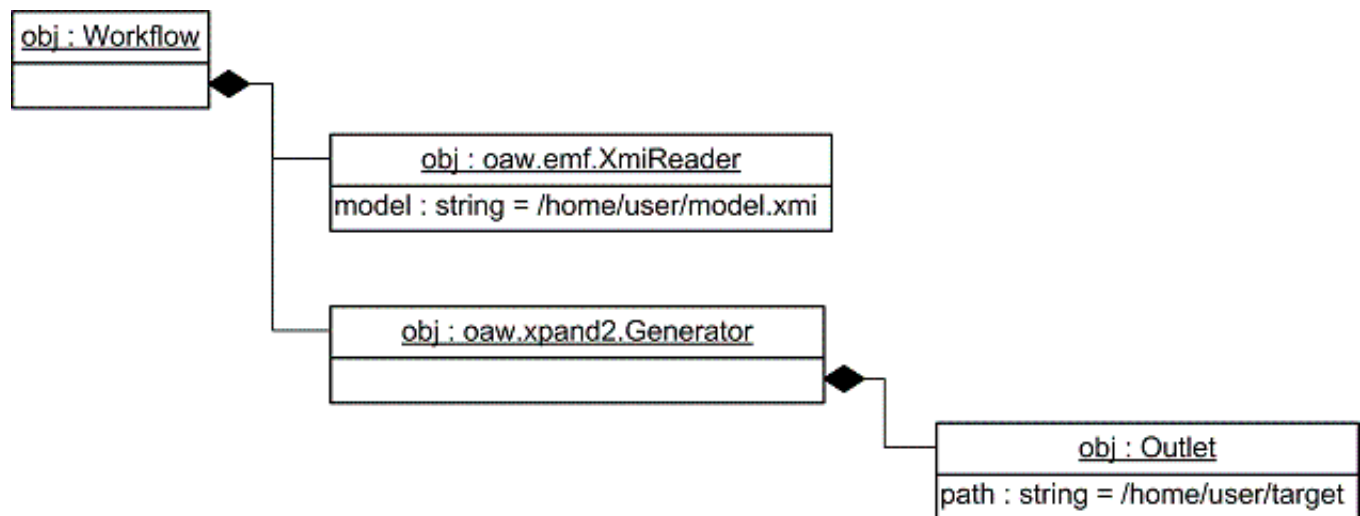 obj : Workflow
obj : oaw.emf.XmiReader
model : string = /home/user/model.xmi
obj : oaw.xpand2.Generator
obj : Outlet
path : string = /home/user/target